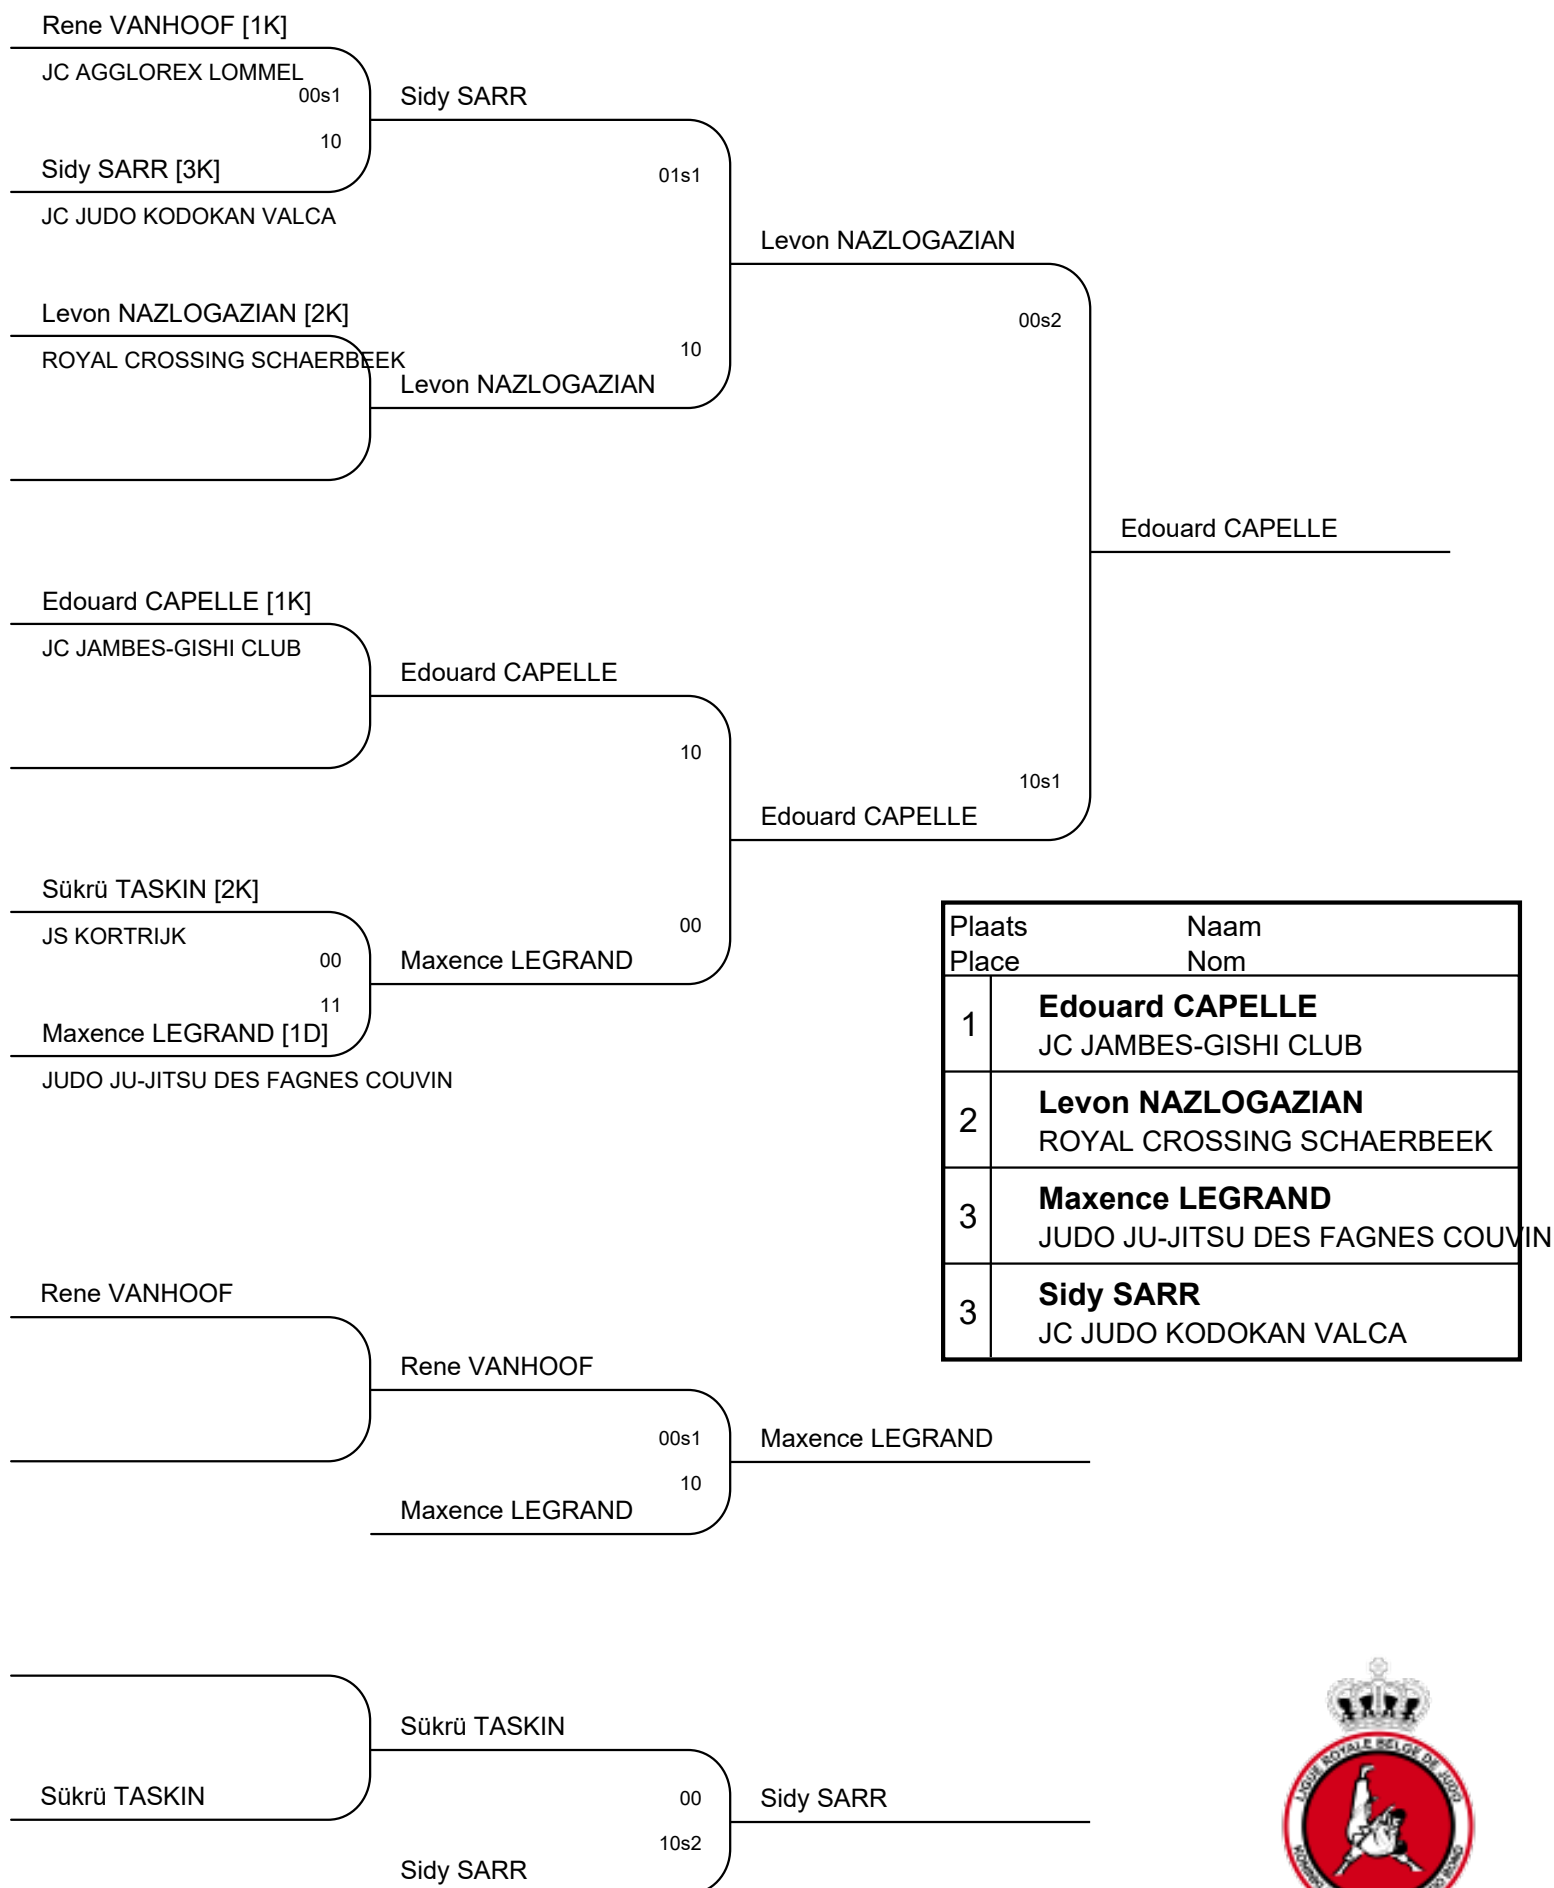 Rene VANHOOF [1K]
JC AGGLOREX LOMMEL
00s1
10
Sidy SARR [3K]
JC JUDO KODOKAN VALCA
Sidy SARR
01s1
Levon NAZLOGAZIAN [2K]
ROYAL CROSSING SCHAERBEEK
10
Levon NAZLOGAZIAN
Levon NAZLOGAZIAN
00s2
Edouard CAPELLE
Edouard CAPELLE [1K]
JC JAMBES-GISHI CLUB
Edouard CAPELLE
10
10s1
Edouard CAPELLE
Sükrü TASKIN [2K]
JS KORTRIJK
00
11
Maxence LEGRAND [1D]
JUDO JU-JITSU DES FAGNES COUVIN
00
Maxence LEGRAND
Plaats Naam
Place Nom
1 Edouard CAPELLE
JC JAMBES-GISHI CLUB
2 Levon NAZLOGAZIAN
ROYAL CROSSING SCHAERBEEK
3 Maxence LEGRAND
JUDO JU-JITSU DES FAGNES COUVIN
3 Sidy SARR
JC JUDO KODOKAN VALCA
Rene VANHOOF
Rene VANHOOF
00s1
10
Maxence LEGRAND
Maxence LEGRAND
Sükrü TASKIN
Sükrü TASKIN
00
10s2
Sidy SARR
Sidy SARR
LIGUE ROYALE BELGE DE JUDO